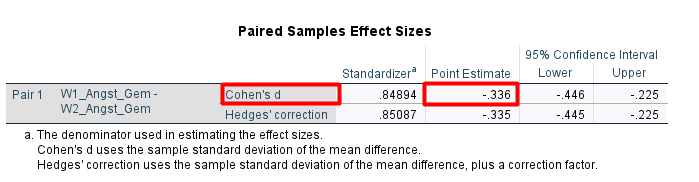 Paired Samples Effect Sizes
95% Confidence Interval
Standardizerᵃ Point Estimate Lower Upper
Pair 1 W1_Angst_Gem - W2_Angst_Gem Cohen's d .84894 -.336 -.446 -.225
Hedges' correction .85087 -.335 -.445 -.225
a. The denominator used in estimating the effect sizes.
Cohen's d uses the sample standard deviation of the mean difference.
Hedges' correction uses the sample standard deviation of the mean difference, plus a correction factor.